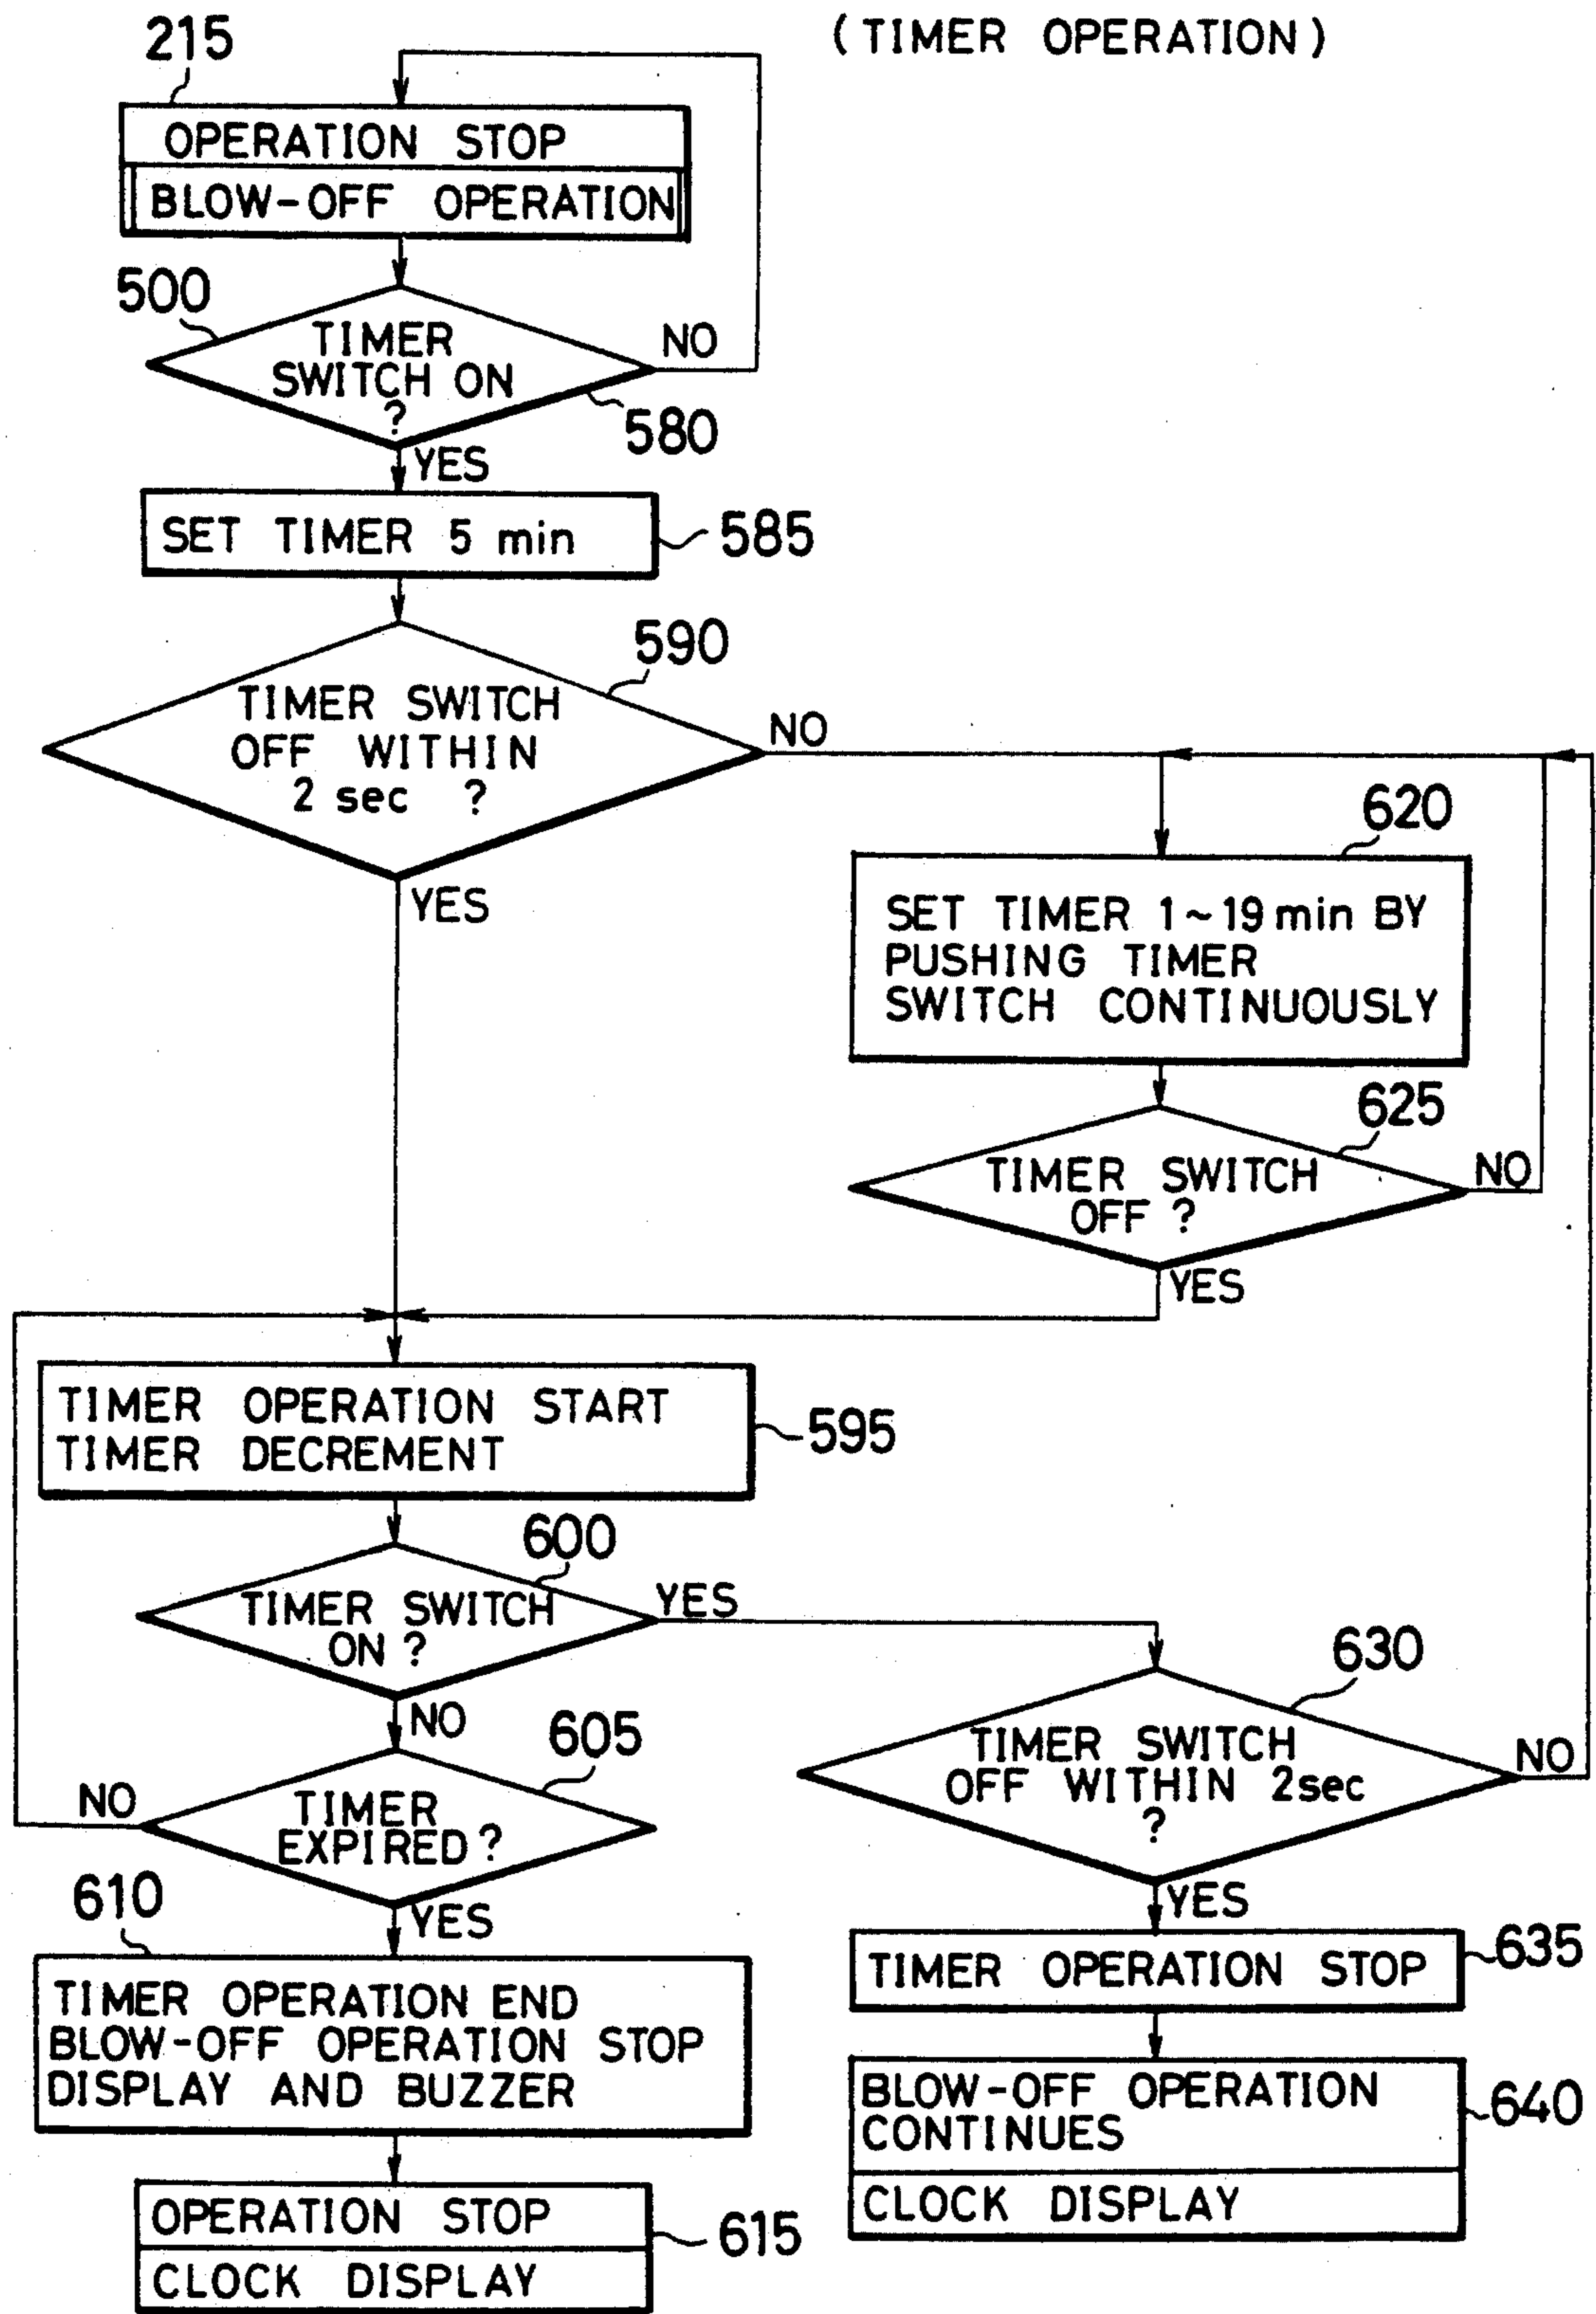 (TIMER OPERATION)
215
OPERATION STOP
BLOW-OFF OPERATION
500
TIMER
SWITCH ON
?
NO
580
YES
SET TIMER 5 min
585
590
TIMER SWITCH
OFF WITHIN
2 sec ?
NO
YES
620
SET TIMER 1~19 min BY
PUSHING TIMER
SWITCH CONTINUOUSLY
625
TIMER SWITCH
OFF ?
NO
YES
TIMER OPERATION START
TIMER DECREMENT
595
600
TIMER SWITCH
ON ?
YES
NO
605
TIMER
EXPIRED ?
NO
YES
630
TIMER SWITCH
OFF WITHIN 2sec
?
NO
YES
610
TIMER OPERATION END
BLOW-OFF OPERATION STOP
DISPLAY AND BUZZER
TIMER OPERATION STOP
635
BLOW-OFF OPERATION
CONTINUES
CLOCK DISPLAY
640
OPERATION STOP
CLOCK DISPLAY
615